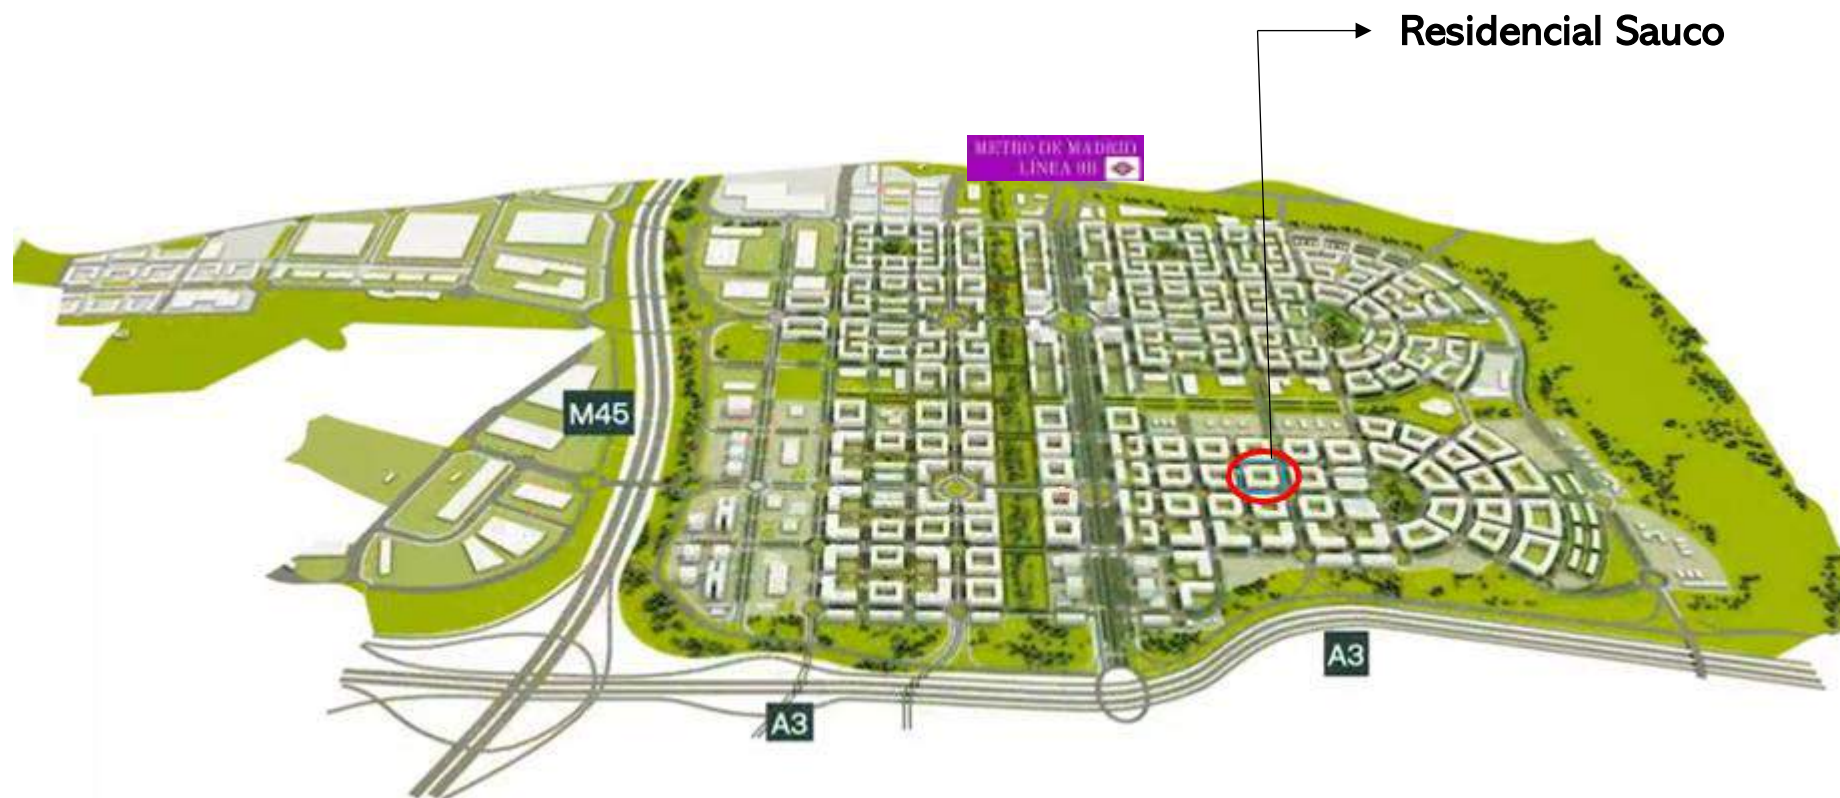 Residencial Sauco
METRO DE MADRID
LÍNEA 9B
M45
A3
A3